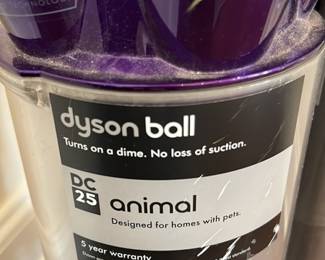 TECHNOLOGY
dyson ball
Turns on a dime. No loss of suction.
DC
25
animal
Designed for homes with pets.
5 year warranty